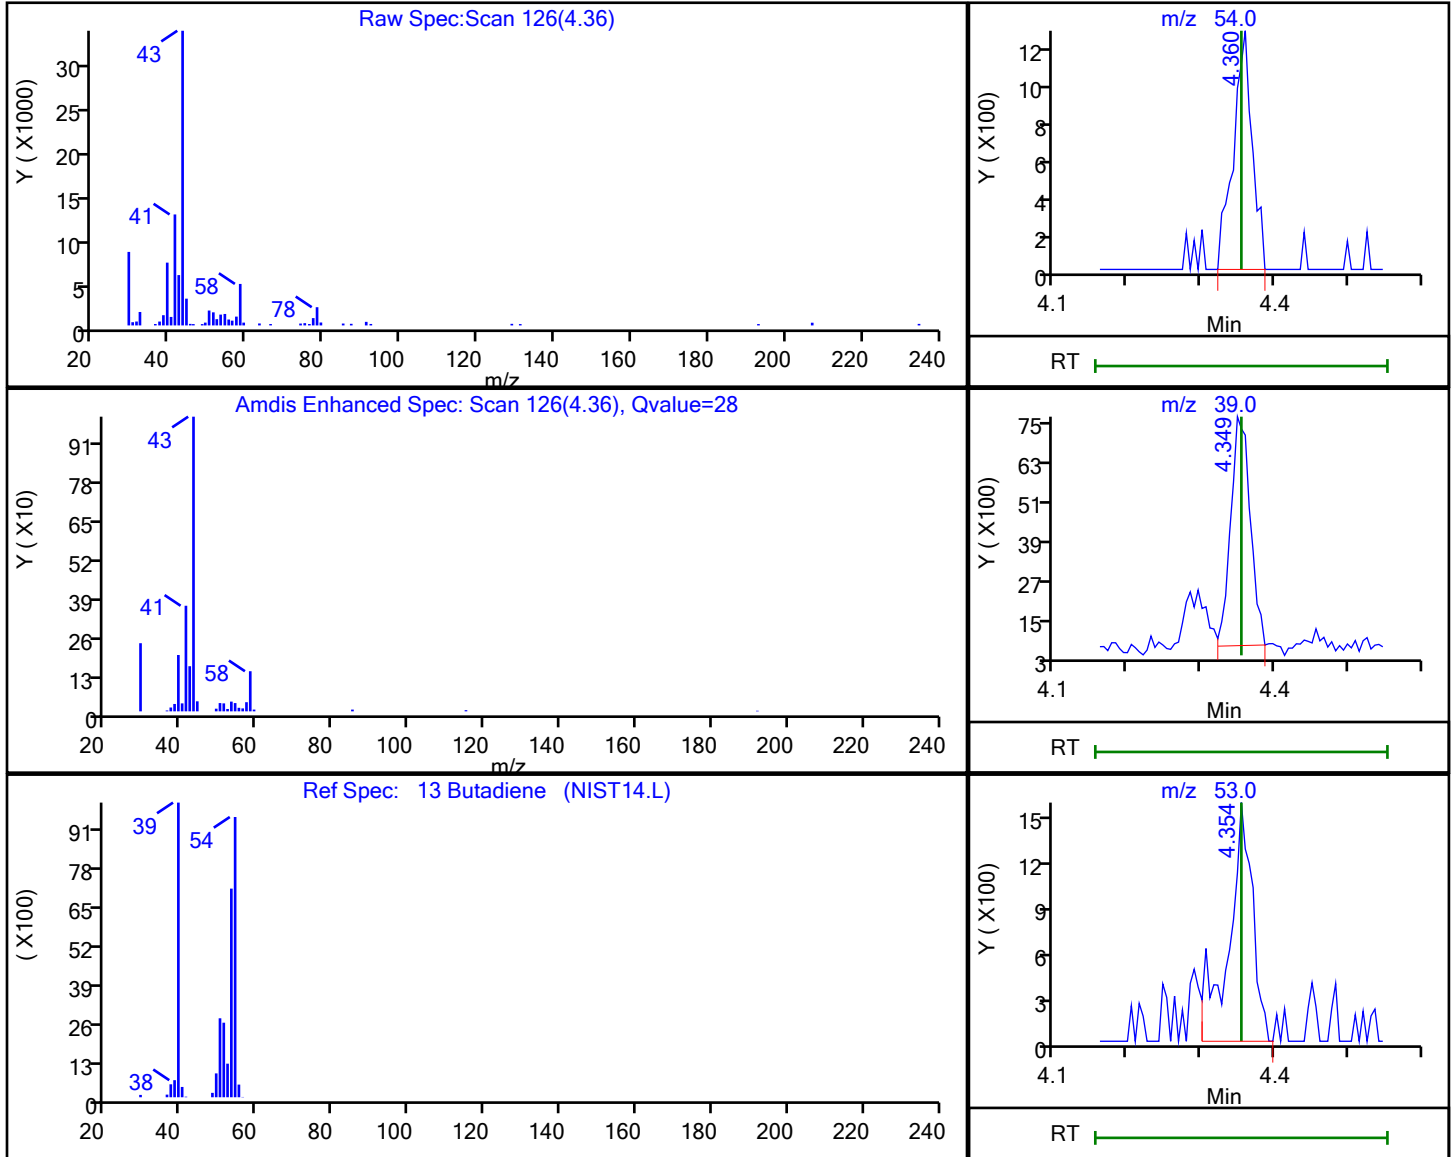 Raw Spec:Scan 126(4.36)
Y ( X1000)
30
25
20
15
10
5
0
43
41
58
78
20 40 60 80 100 120 140 160 180 200 220 240
m/z
m/z 54.0
Y ( X100)
12
10
8
6
4
2
0
4.360
4.1 4.4
Min
RT
Amdis Enhanced Spec: Scan 126(4.36), Qvalue=28
Y ( X10)
91
78
65
52
39
26
13
0
43
41
58
20 40 60 80 100 120 140 160 180 200 220 240
m/z
m/z 39.0
Y ( X100)
75
63
51
39
27
15
3
4.349
4.1 4.4
Min
RT
Ref Spec: 13 Butadiene (NIST14.L)
( X100)
91
78
65
52
39
26
13
0
39
54
38
20 40 60 80 100 120 140 160 180 200 220 240
m/z 53.0
Y ( X100)
15
12
9
6
3
0
4.354
4.1 4.4
Min
RT